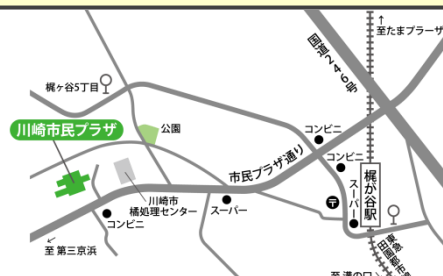 ↑
至たまプラーザ
国道246号
梶ヶ谷5丁目
川崎市民プラザ
公園
コンビニ
市民プラザ通り
コンビニ
梶が谷駅
川崎市
橘処理センター
スーパー
スーパー
コンビニ
← 至 第三京浜
東急
田園都市
至 溝の口